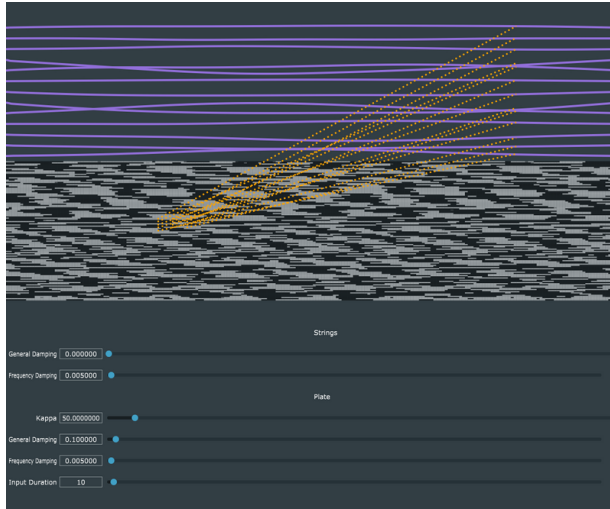 Strings
General Damping 0.000000
Frequency Damping 0.005000
Plate
Kappa 50.0000000
General Damping 0.100000
Frequency Damping 0.005000
Input Duration 10